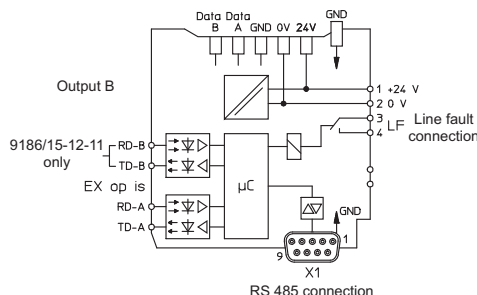 GND
Data Data
B A GND 0V 24V
Output B
1 +24 V
2 0 V
3
4
LF Line fault
connection
9186/15-12-11
only
RD-B
TD-B
EX op is
RD-A
TD-A
µC
GND
9 1
X1
RS 485 connection